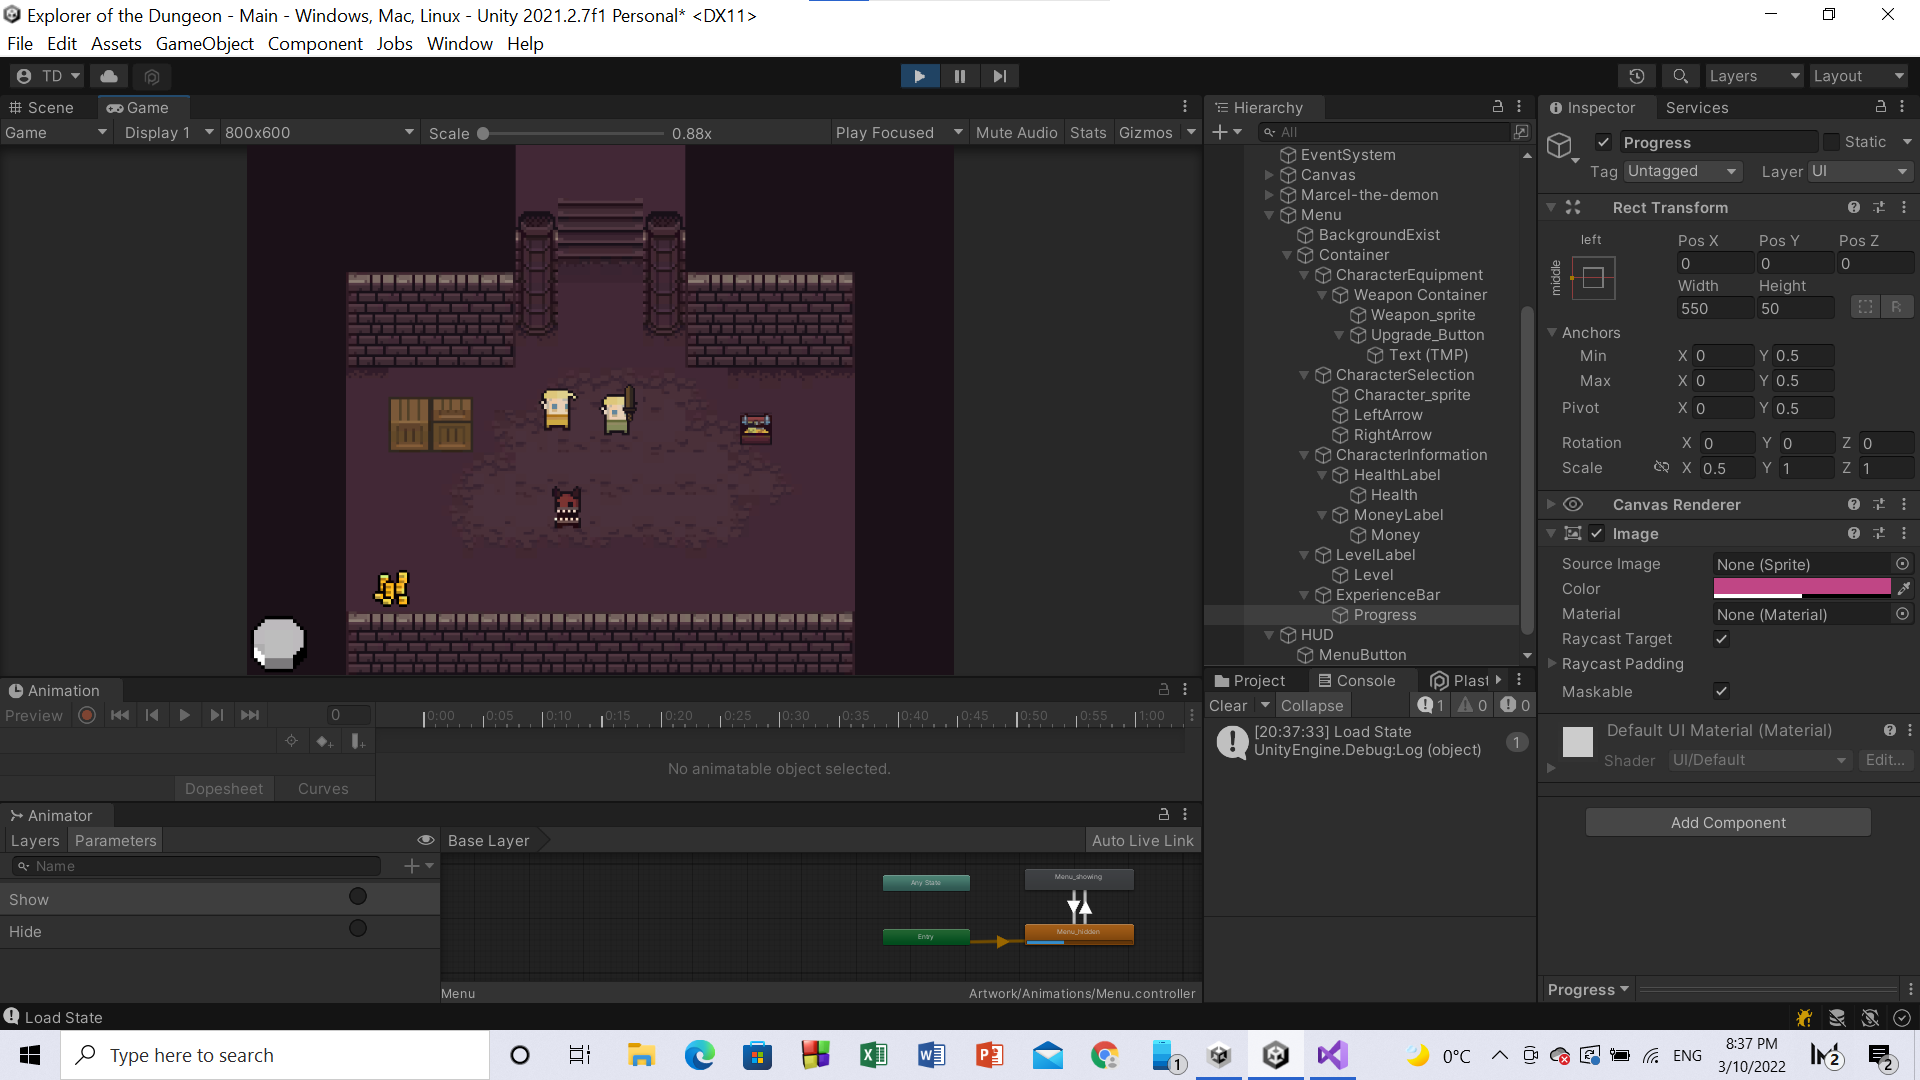 Explorer of the Dungeon - Main - Windows, Mac, Linux - Unity 2021.2.7f1 Personal* <DX11>
File Edit Assets GameObject Component Jobs Window Help
TD Layers Layout
Scene Game
Game Display 1 800x600 Scale 0.88x Play Focused Mute Audio Stats Gizmos
Hierarchy
All
EventSystem
Canvas
Marcel-the-demon
Menu
BackgroundExist
Container
CharacterEquipment
Weapon Container
Weapon_sprite
Upgrade_Button
Text (TMP)
CharacterSelection
Character_sprite
LeftArrow
RightArrow
CharacterInformation
HealthLabel
Health
MoneyLabel
Money
LevelLabel
Level
ExperienceBar
Progress
HUD
MenuButton
Inspector Services
Progress Static
Tag Untagged Layer UI
Rect Transform
left
middle
Pos X Pos Y Pos Z
0 0 0
Width Height
550 50
R
Anchors
Min X 0 Y 0.5
Max X 0 Y 0.5
Pivot X 0 Y 0.5
Rotation X 0 Y 0 Z 0
Scale X 0.5 Y 1 Z 1
Canvas Renderer
Image
Source Image None (Sprite)
Color
Material None (Material)
Raycast Target
Raycast Padding
Maskable
Default UI Material (Material)
Shader UI/Default Edit...
Add Component
Progress
Project Console Plast
Clear Collapse 1 0 0
[20:37:33] Load State
UnityEngine.Debug:Log (object)
1
Animation
Preview 0 0:00 0:05 0:10 0:15 0:20 0:25 0:30 0:35 0:40 0:45 0:50 0:55 1:00
No animatable object selected.
Dopesheet Curves
Animator
Layers Parameters Base Layer Auto Live Link
Name
Show
Hide
Any State
Entry
Menu_showing
Menu_hidden
Menu Artwork/Animations/Menu.controller
Load State
Type here to search
1
0°C ENG
8:37 PM
3/10/2022
2
2